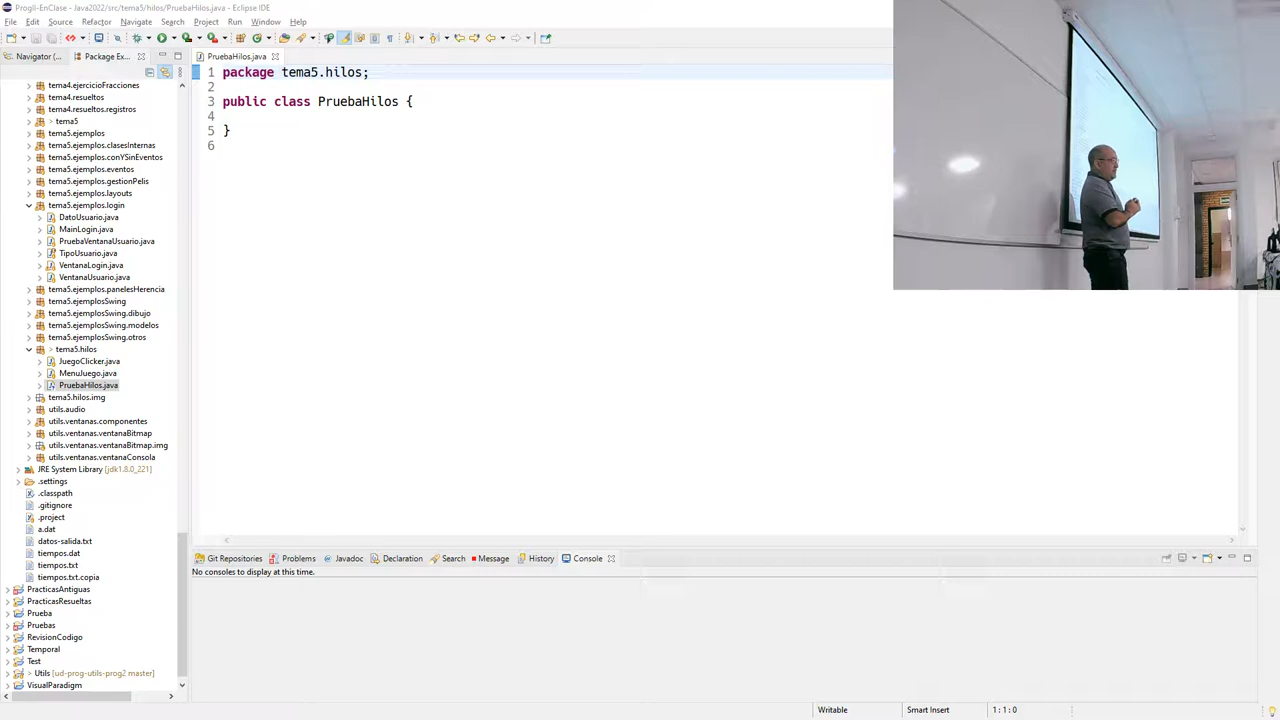 ProgII-EnClase - Java2022/src/tema5/hilos/PruebaHilos.java - Eclipse IDE
File Edit Source Refactor Navigate Search Project Run Window Help
Navigator (... Package Ex...
PruebaHilos.java
tema4.ejercicioFracciones
tema4.resueltos
tema4.resueltos.registros
> tema5
tema5.ejemplos
tema5.ejemplos.clasesInternas
tema5.ejemplos.conYSinEventos
tema5.ejemplos.eventos
tema5.ejemplos.gestionPelis
tema5.ejemplos.layouts
tema5.ejemplos.login
DatoUsuario.java
MainLogin.java
PruebaVentanaUsuario.java
TipoUsuario.java
VentanaLogin.java
VentanaUsuario.java
tema5.ejemplos.panelesHerencia
tema5.ejemplosSwing
tema5.ejemplosSwing.dibujo
tema5.ejemplosSwing.modelos
tema5.ejemplosSwing.otros
> tema5.hilos
JuegoClicker.java
MenuJuego.java
PruebaHilos.java
tema5.hilos.img
utils.audio
utils.ventanas.componentes
utils.ventanas.ventanaBitmap
utils.ventanas.ventanaBitmap.img
utils.ventanas.ventanaConsola
JRE System Library [jdk1.8.0_221]
.settings
.classpath
.gitignore
.project
a.dat
datos-salida.txt
tiempos.dat
tiempos.txt
tiempos.txt.copia
PracticasAntiguas
PracticasResueltas
Prueba
Pruebas
RevisionCodigo
Temporal
Test
> Utils [ud-prog-utils-prog2 master]
VisualParadigm
1 package tema5.hilos;
2
3 public class PruebaHilos {
4
5 }
6
Git Repositories Problems Javadoc Declaration Search Message History Console
No consoles to display at this time.
Writable Smart Insert 1 : 1 : 0